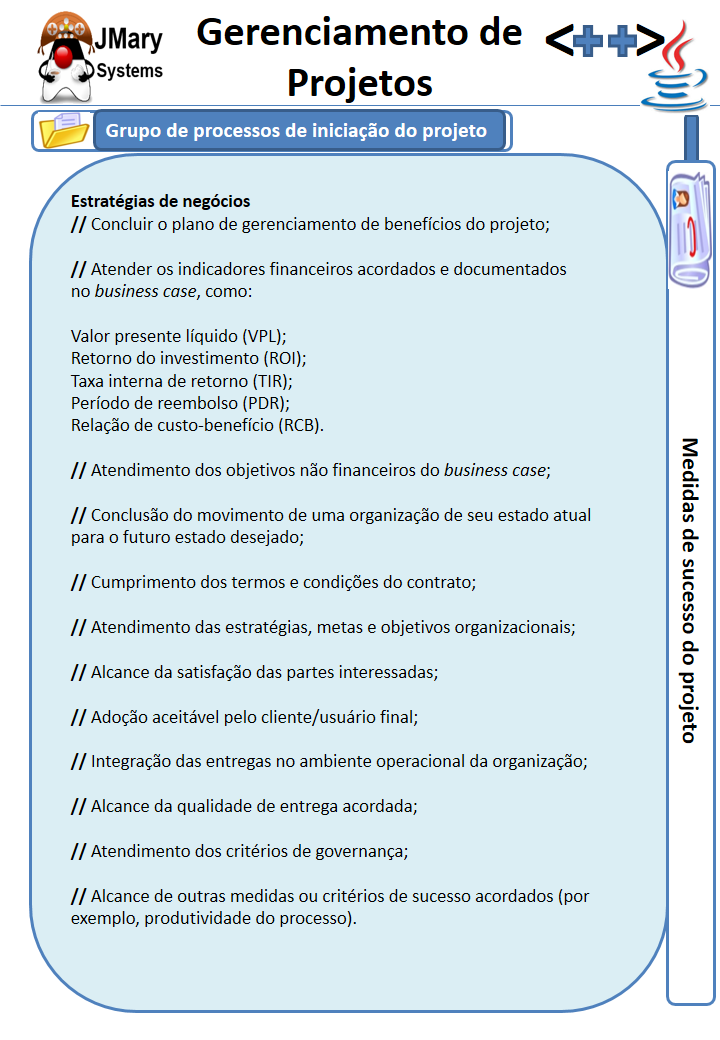 JMary
Systems
Gerenciamento de
Projetos
<++>
Grupo de processos de iniciação do projeto
Estratégias de negócios
// Concluir o plano de gerenciamento de benefícios do projeto;
// Atender os indicadores financeiros acordados e documentados
no business case, como:
Valor presente líquido (VPL);
Retorno do investimento (ROI);
Taxa interna de retorno (TIR);
Período de reembolso (PDR);
Relação de custo-benefício (RCB).
// Atendimento dos objetivos não financeiros do business case;
// Conclusão do movimento de uma organização de seu estado atual
para o futuro estado desejado;
// Cumprimento dos termos e condições do contrato;
// Atendimento das estratégias, metas e objetivos organizacionais;
// Alcance da satisfação das partes interessadas;
// Adoção aceitável pelo cliente/usuário final;
// Integração das entregas no ambiente operacional da organização;
// Alcance da qualidade de entrega acordada;
// Atendimento dos critérios de governança;
// Alcance de outras medidas ou critérios de sucesso acordados (por
exemplo, produtividade do processo).
Medidas de sucesso do projeto